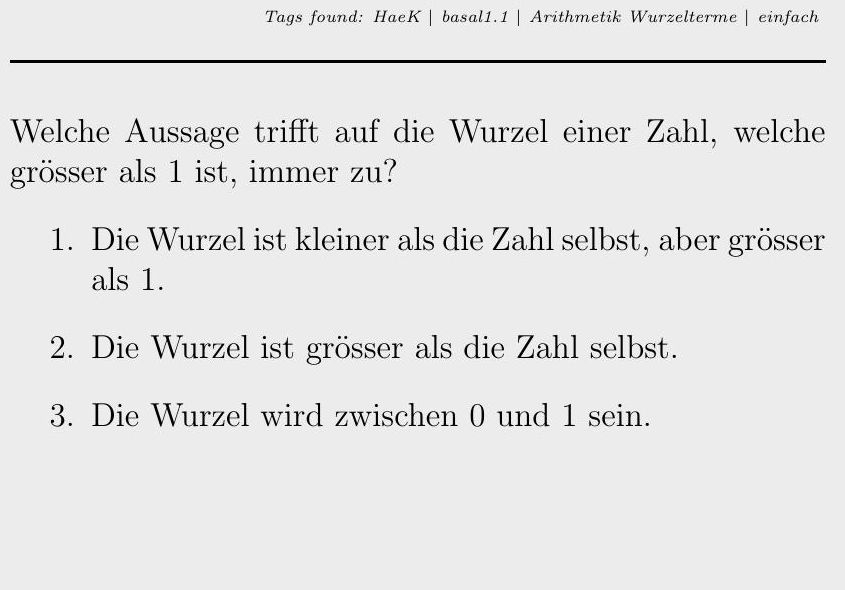 Tags found: HaeK | basal1.1 | Arithmetik Wurzelterme | einfach
Welche Aussage trifft auf die Wurzel einer Zahl, welche
grösser als 1 ist, immer zu?
1. Die Wurzel ist kleiner als die Zahl selbst, aber grösser
als 1.
2. Die Wurzel ist grösser als die Zahl selbst.
3. Die Wurzel wird zwischen 0 und 1 sein.